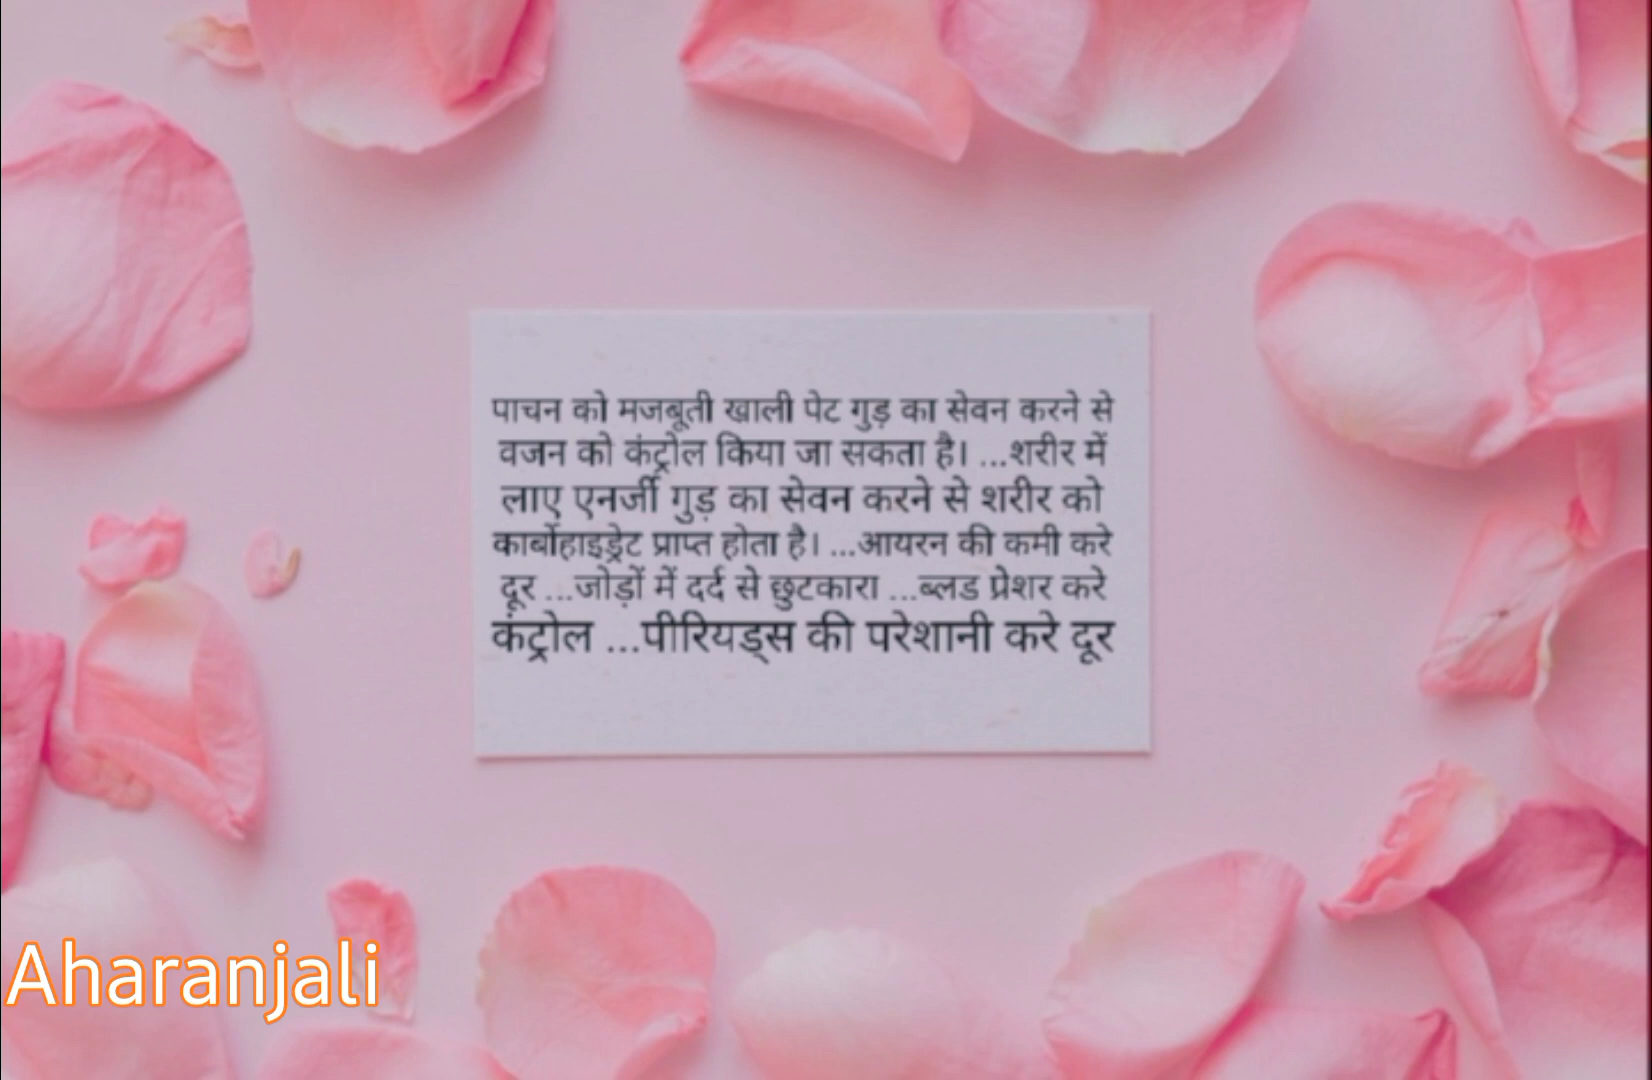 पाचन को मजबूती खाली पेट गुड़ का सेवन करने से
वजन को कंट्रोल किया जा सकता है। ...शरीर में
लाए एनर्जी गुड़ का सेवन करने से शरीर को
कार्बोहाइड्रेट प्राप्त होता है। ...आयरन की कमी करे
दूर ...जोड़ों में दर्द से छुटकारा ...ब्लड प्रेशर करे
कंट्रोल ...पीरियड्स की परेशानी करे दूर
Aharanjali